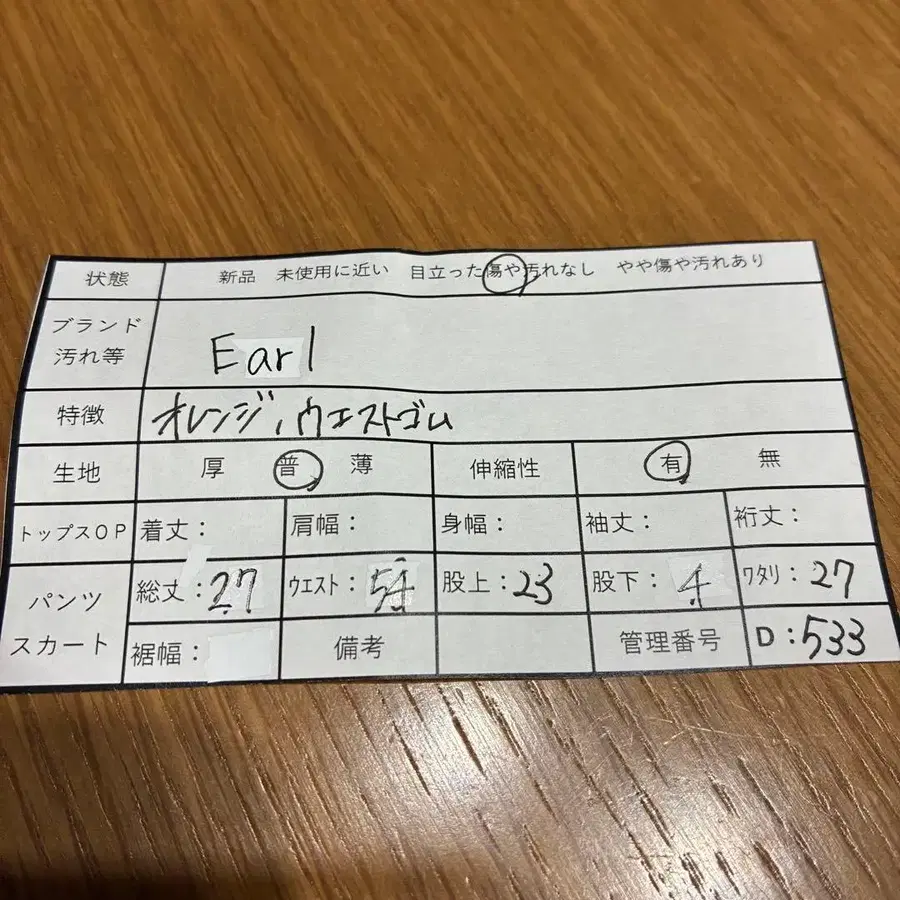 状態 新品 未使用に近い 目立った傷や汚れなし やや傷や汚れあり
ブランド
汚れ等 Earl
特徴 オレンジ、ウエストゴム
生地 厚 普 薄 伸縮性 有 無
トップスOP 着丈： 肩幅： 身幅： 袖丈： 裄丈：
パンツ
スカート
総丈：27 ウエスト：54 股上：23 股下：4 ワタリ：27
裾幅： 備考 管理番号 D：533